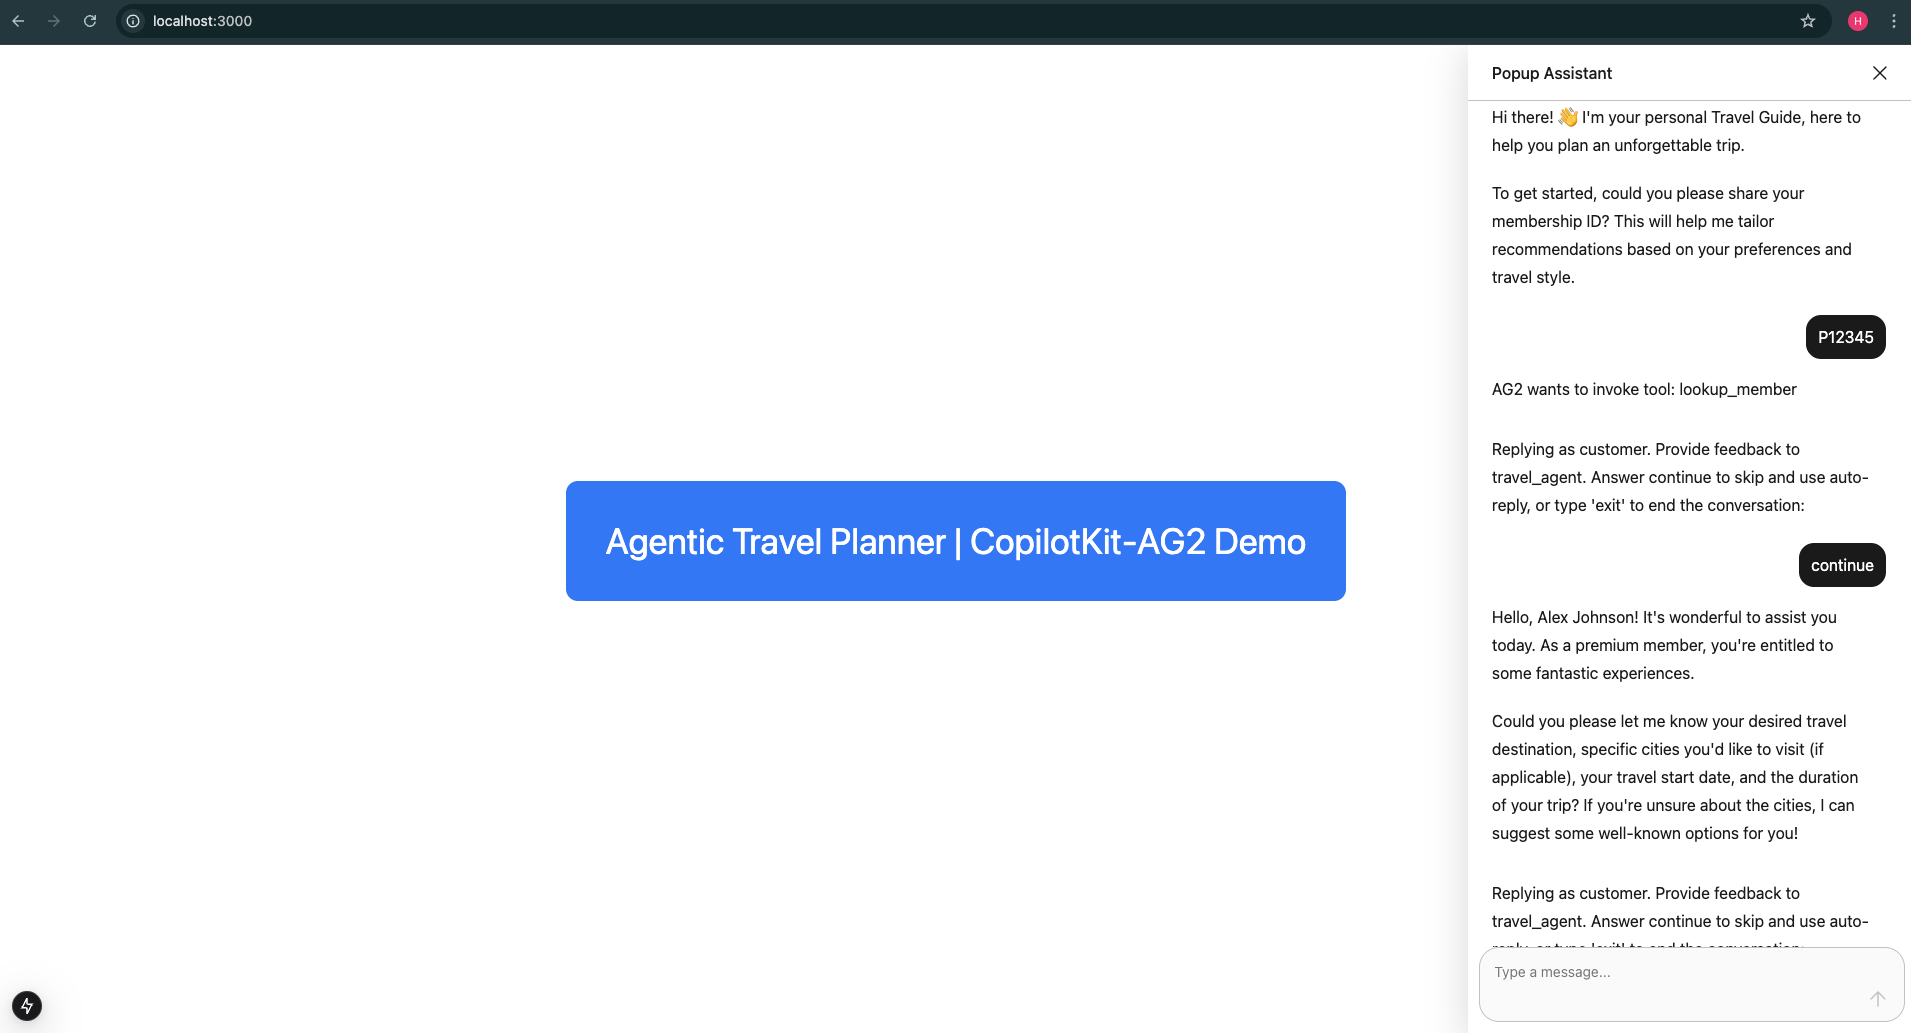 localhost:3000
H
Popup Assistant
Hi there! 👋 I'm your personal Travel Guide, here to
help you plan an unforgettable trip.
To get started, could you please share your
membership ID? This will help me tailor
recommendations based on your preferences and
travel style.
P12345
AG2 wants to invoke tool: lookup_member
Replying as customer. Provide feedback to
travel_agent. Answer continue to skip and use auto-
reply, or type 'exit' to end the conversation:
continue
Hello, Alex Johnson! It's wonderful to assist you
today. As a premium member, you're entitled to
some fantastic experiences.
Could you please let me know your desired travel
destination, specific cities you'd like to visit (if
applicable), your travel start date, and the duration
of your trip? If you're unsure about the cities, I can
suggest some well-known options for you!
Replying as customer. Provide feedback to
travel_agent. Answer continue to skip and use auto-
reply, or type 'exit' to end the conversation:
Type a message...
Agentic Travel Planner | CopilotKit-AG2 Demo